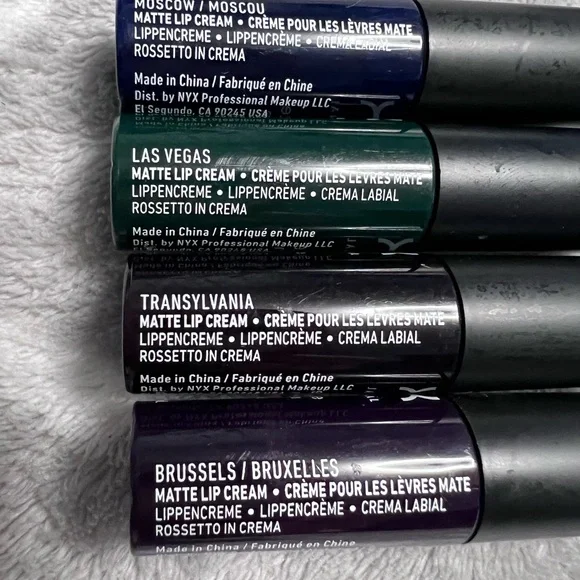 MOSCOW / MOSCOU
MATTE LIP CREAM • CRÈME POUR LES LÈVRES MATE
LIPPENCREME • LIPPENCRÈME • CREMA LABIAL
ROSSETTO IN CREMA
Made in China / Fabriqué en Chine
Dist. by NYX Professional Makeup LLC
El Segundo, CA 90245 USA
LAS VEGAS
MATTE LIP CREAM • CRÈME POUR LES LÈVRES MATE
LIPPENCREME • LIPPENCRÈME • CREMA LABIAL
ROSSETTO IN CREMA
Made in China / Fabriqué en Chine
Dist. by NYX Professional Makeup LLC
El Segundo, CA 90245 USA
TRANSYLVANIA
MATTE LIP CREAM • CRÈME POUR LES LÈVRES MATE
LIPPENCREME • LIPPENCRÈME • CREMA LABIAL
ROSSETTO IN CREMA
Made in China / Fabriqué en Chine
Dist. by NYX Professional Makeup LLC
BRUSSELS / BRUXELLES
MATTE LIP CREAM • CRÈME POUR LES LÈVRES MATE
LIPPENCREME • LIPPENCRÈME • CREMA LABIAL
ROSSETTO IN CREMA
Made in China / Fabriqué en Chine